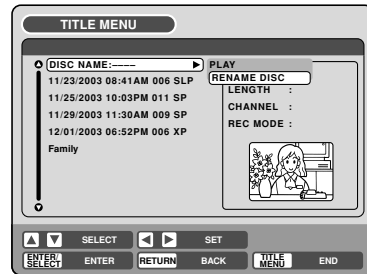 TITLE MENU
DISC NAME:---- PLAY
RENAME DISC
11/23/2003 08:41AM 006 SLP
LENGTH :
11/25/2003 10:03PM 011 SP
CHANNEL :
11/29/2003 11:30AM 009 SP
REC MODE :
12/01/2003 06:52PM 006 XP
Family
SELECT SET
ENTER/SELECT ENTER RETURN BACK TITLE MENU END